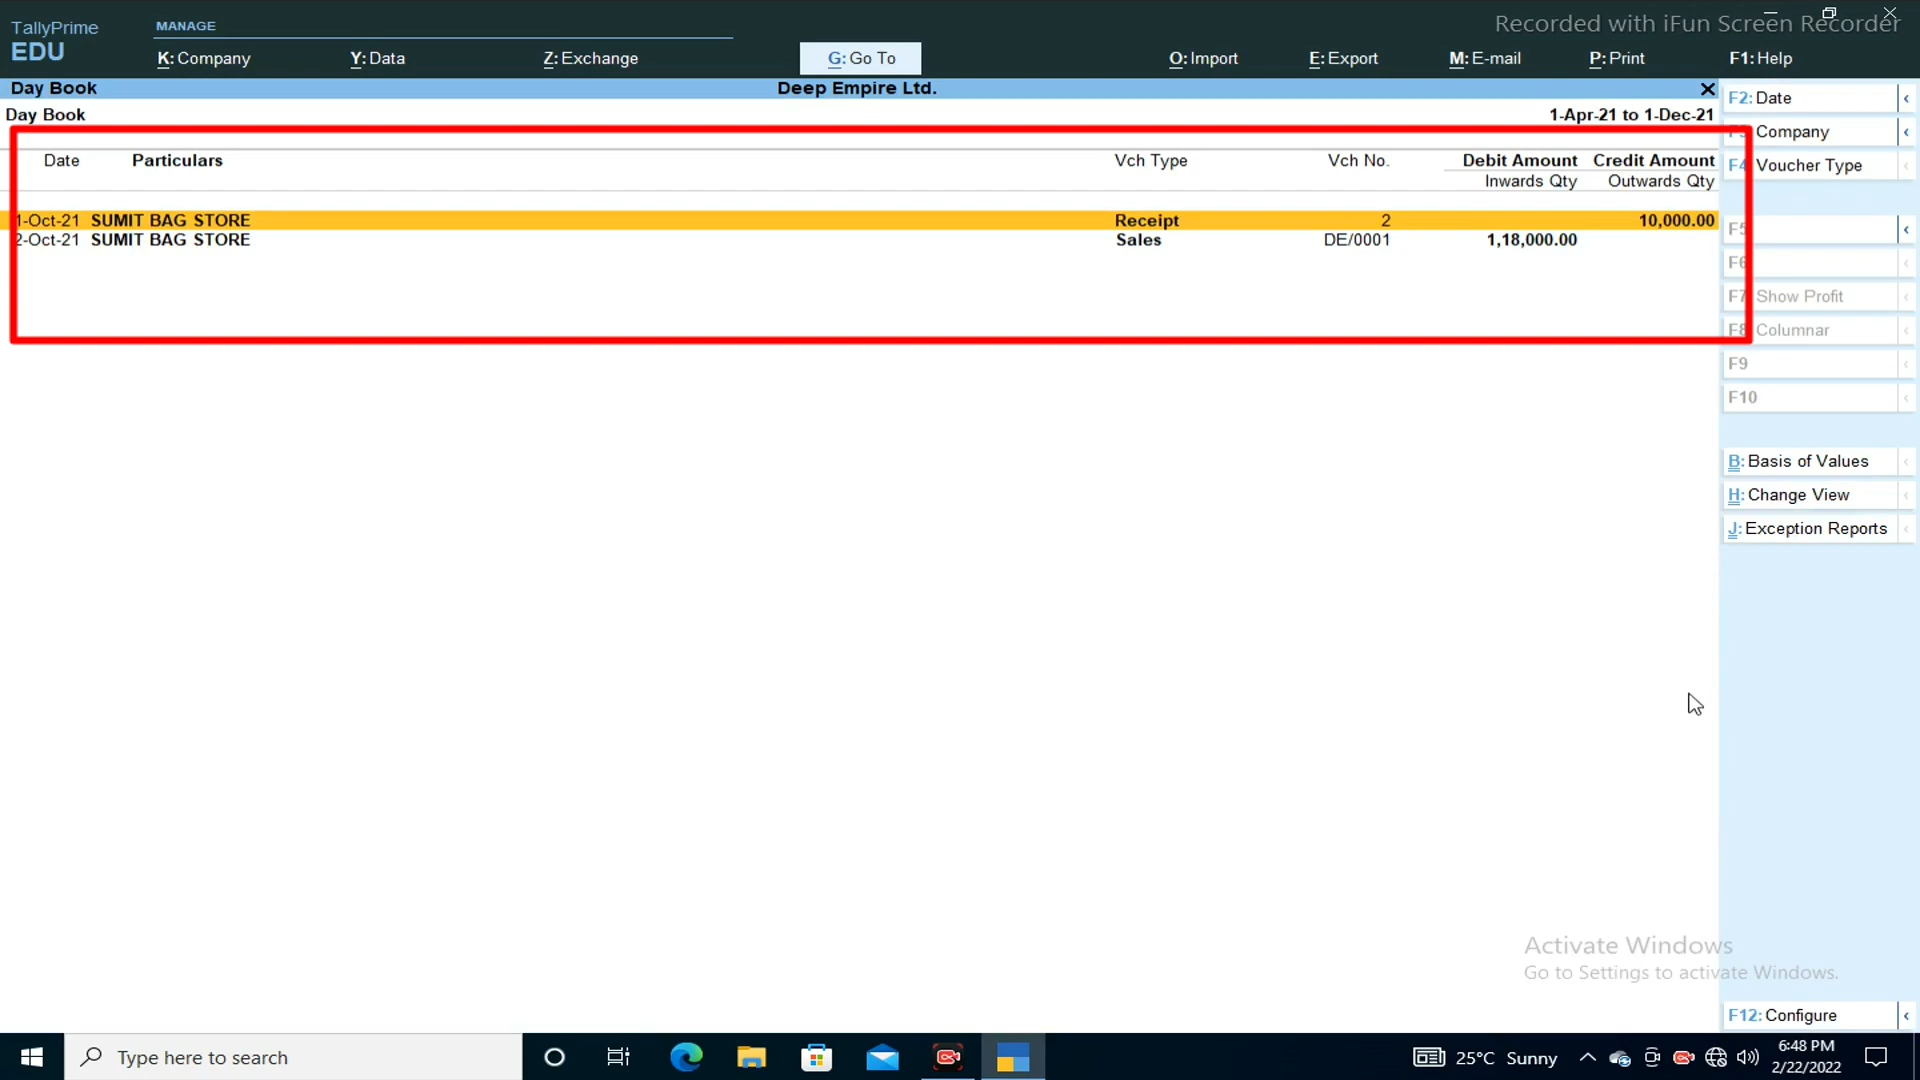 TallyPrime
EDU
MANAGE
K: Company
Y: Data
Z: Exchange
G: Go To
O: Import
E: Export
M: E-mail
P: Print
F1: Help
Recorded with iFun Screen Recorder
Day Book
Deep Empire Ltd.
Day Book
1-Apr-21 to 1-Dec-21
Date Particulars Vch Type Vch No. Debit Amount Credit Amount
Inwards Qty Outwards Qty
1-Oct-21 SUMIT BAG STORE Receipt 2 10,000.00
2-Oct-21 SUMIT BAG STORE Sales DE/0001 1,18,000.00
F2: Date
Company
F4 Voucher Type
F5
F6
F7 Show Profit
F8 Columnar
F9
F10
B: Basis of Values
H: Change View
J: Exception Reports
Activate Windows
Go to Settings to activate Windows.
F12: Configure
Type here to search
25°C Sunny
6:48 PM
2/22/2022